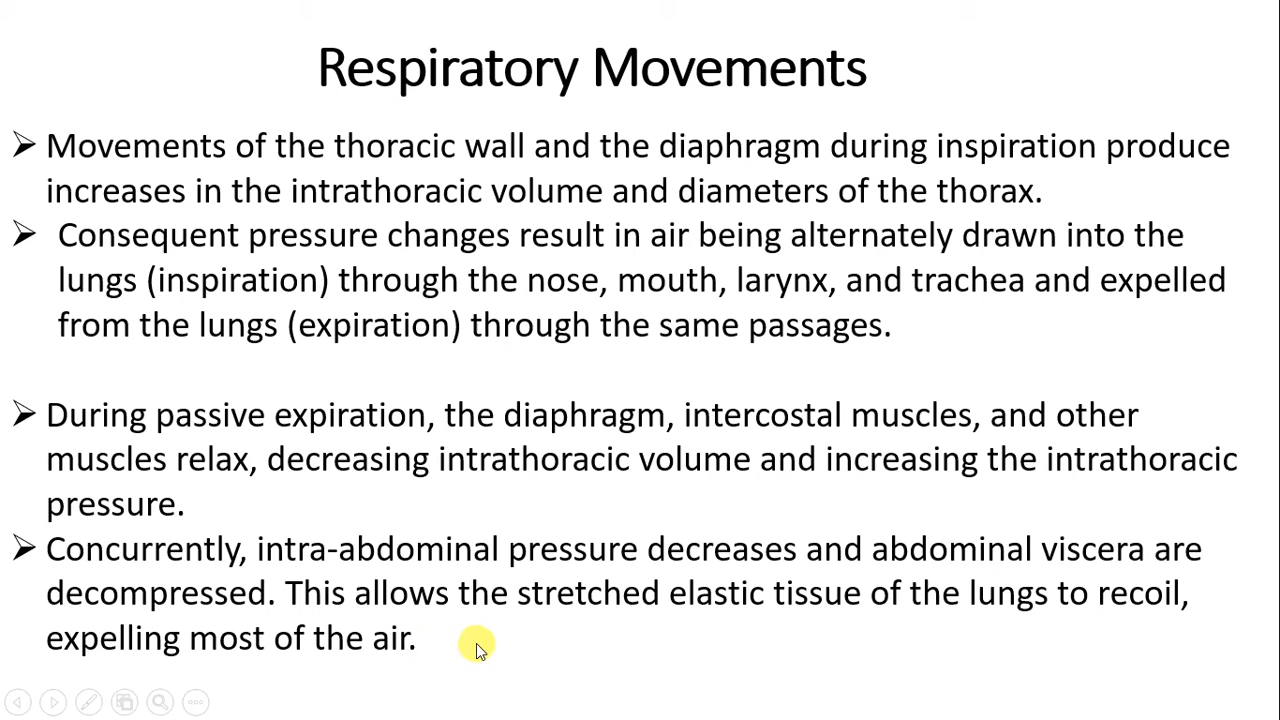 Respiratory Movements
➢ Movements of the thoracic wall and the diaphragm during inspiration produce
increases in the intrathoracic volume and diameters of the thorax.
➢ Consequent pressure changes result in air being alternately drawn into the
lungs (inspiration) through the nose, mouth, larynx, and trachea and expelled
from the lungs (expiration) through the same passages.
➢ During passive expiration, the diaphragm, intercostal muscles, and other
muscles relax, decreasing intrathoracic volume and increasing the intrathoracic
pressure.
➢ Concurrently, intra-abdominal pressure decreases and abdominal viscera are
decompressed. This allows the stretched elastic tissue of the lungs to recoil,
expelling most of the air.